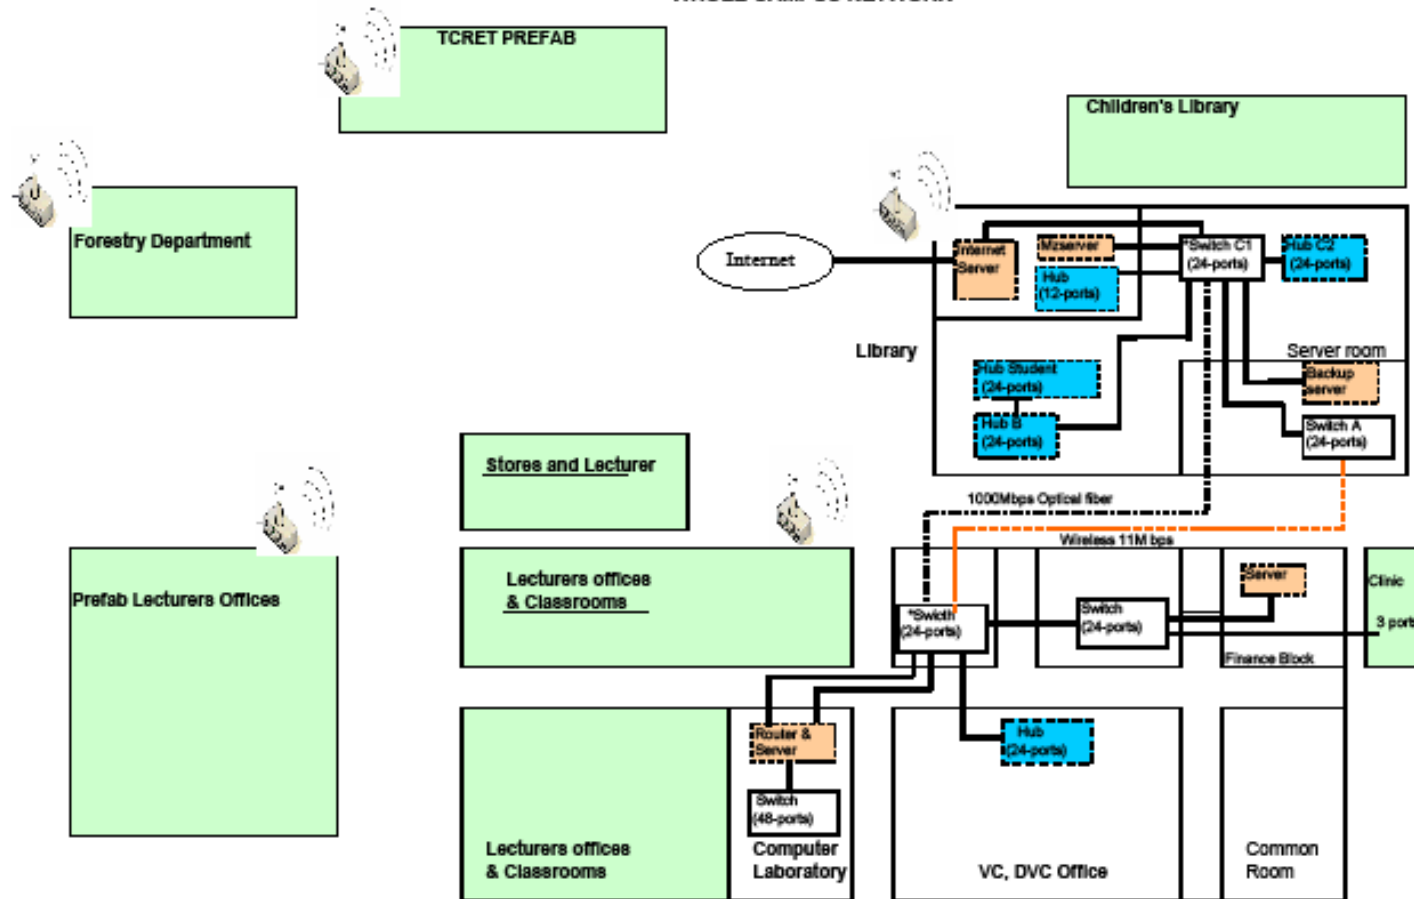 TCRET PREFAB
Children's Library
Forestry Department
Internet
Internet
Server
Mzserver
Hub
(12-ports)
*Switch C1
(24-ports)
Hub C2
(24-ports)
Library
Server room
Hub Student
(24-ports)
Backup
server
Hub B
(24-ports)
Switch A
(24-ports)
Stores and Lecturer
1000Mbps Optical fiber
Wireless 11M bps
Prefab Lecturers Offices
Lecturers offices
& Classrooms
*Swicth
(24-ports)
Switch
(24-ports)
Server
Clinic
3 ports
Finance Block
Router &
Server
Hub
(24-ports)
Switch
(48-ports)
Lecturers offices
& Classrooms
Computer
Laboratory
VC, DVC Office
Common
Room